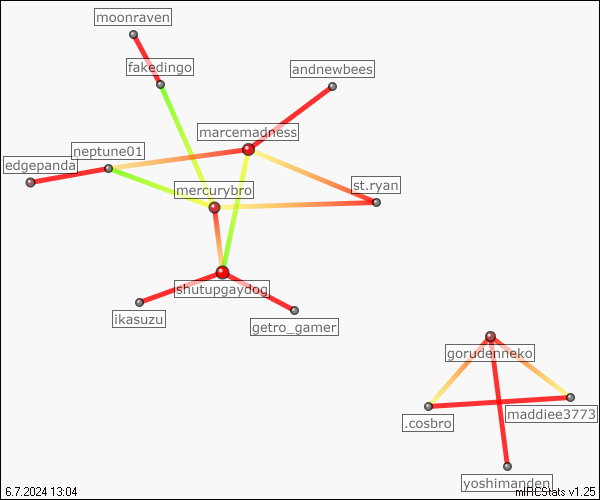 moonraven
fakedingo
andnewbees
marcemadness
neptune01
edgepanda
st.ryan
mercurybro
shutupgaydog
ikasuzu
getro_gamer
gorudenneko
maddiee3773
.cosbro
yoshimanden
6.7.2024 13:04
mIRCStats v1.25